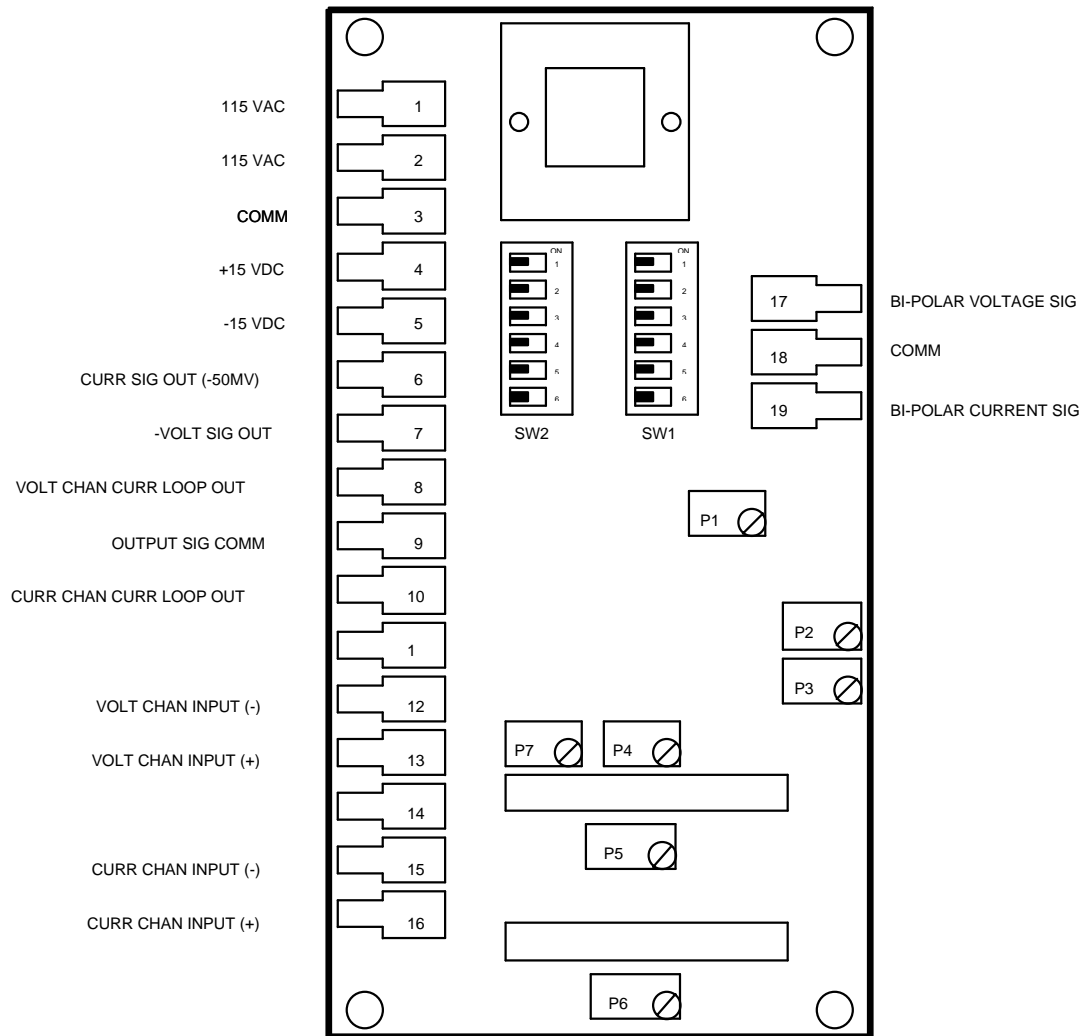 115 VAC 1
115 VAC 2
COMM 3
+15 VDC 4
-15 VDC 5
CURR SIG OUT (-50MV) 6
-VOLT SIG OUT 7
VOLT CHAN CURR LOOP OUT 8
OUTPUT SIG COMM 9
CURR CHAN CURR LOOP OUT 10
1
VOLT CHAN INPUT (-) 12
VOLT CHAN INPUT (+) 13
14
CURR CHAN INPUT (-) 15
CURR CHAN INPUT (+) 16
ON
1
2
3
4
5
6
SW2
ON
1
2
3
4
5
6
SW1
17 BI-POLAR VOLTAGE SIG
18 COMM
19 BI-POLAR CURRENT SIG
P1
P2
P3
P7
P4
P5
P6